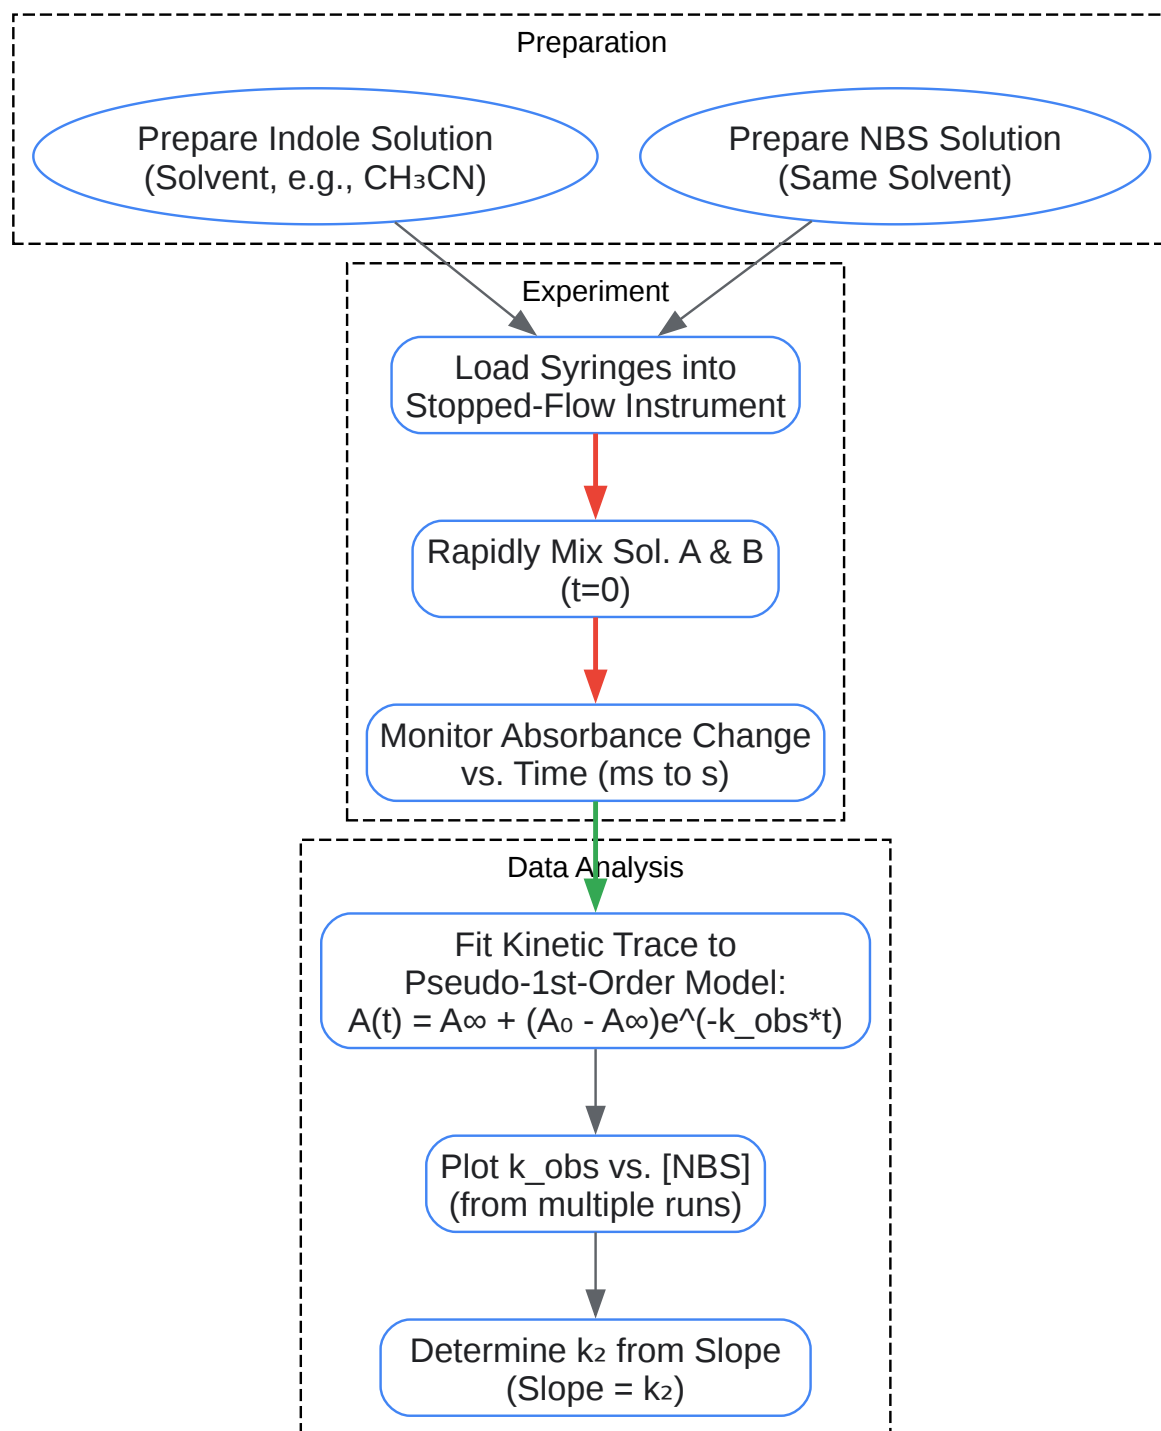 Preparation
Prepare Indole Solution
(Solvent, e.g., CH₃CN)
Prepare NBS Solution
(Same Solvent)
Experiment
Load Syringes into
Stopped-Flow Instrument
Rapidly Mix Sol. A & B
(t=0)
Monitor Absorbance Change
vs. Time (ms to s)
Data Analysis
Fit Kinetic Trace to
Pseudo-1st-Order Model:
A(t) = A∞ + (A₀ - A∞)e^(-k_obs*t)
Plot k_obs vs. [NBS]
(from multiple runs)
Determine k₂ from Slope
(Slope = k₂)